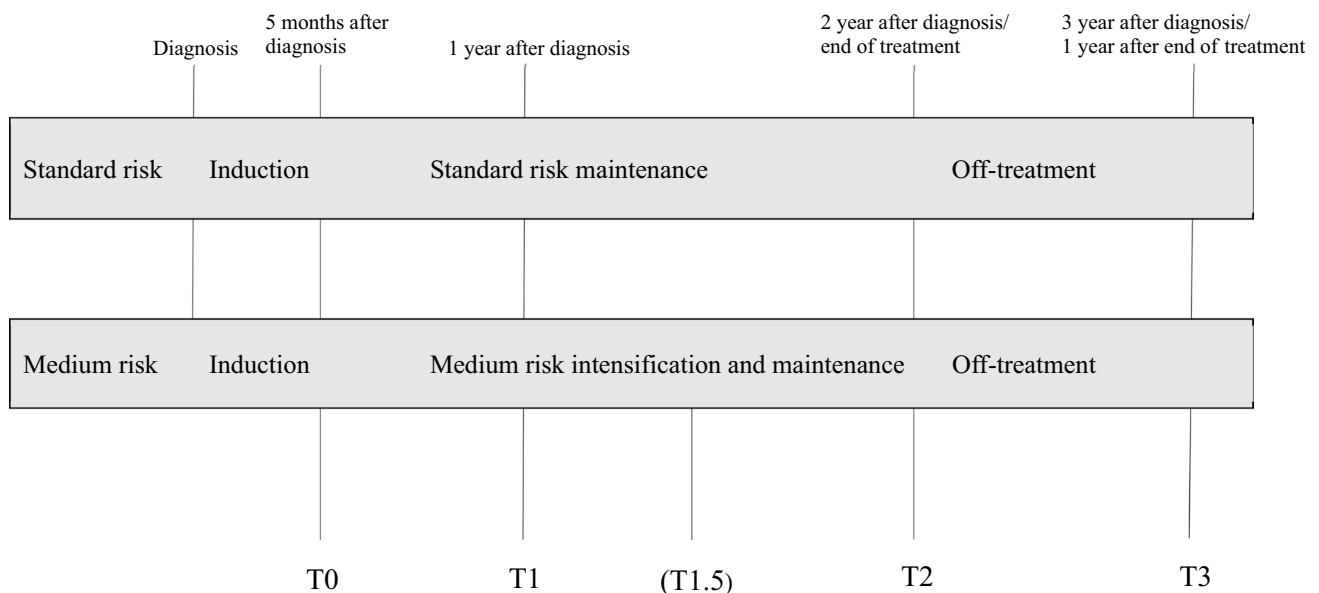 Diagnosis
5 months after
diagnosis
1 year after diagnosis
2 year after diagnosis/
end of treatment
3 year after diagnosis/
1 year after end of treatment
Standard risk
Induction
Standard risk maintenance
Off-treatment
Medium risk
Induction
Medium risk intensification and maintenance
Off-treatment
T0
T1
(T1.5)
T2
T3